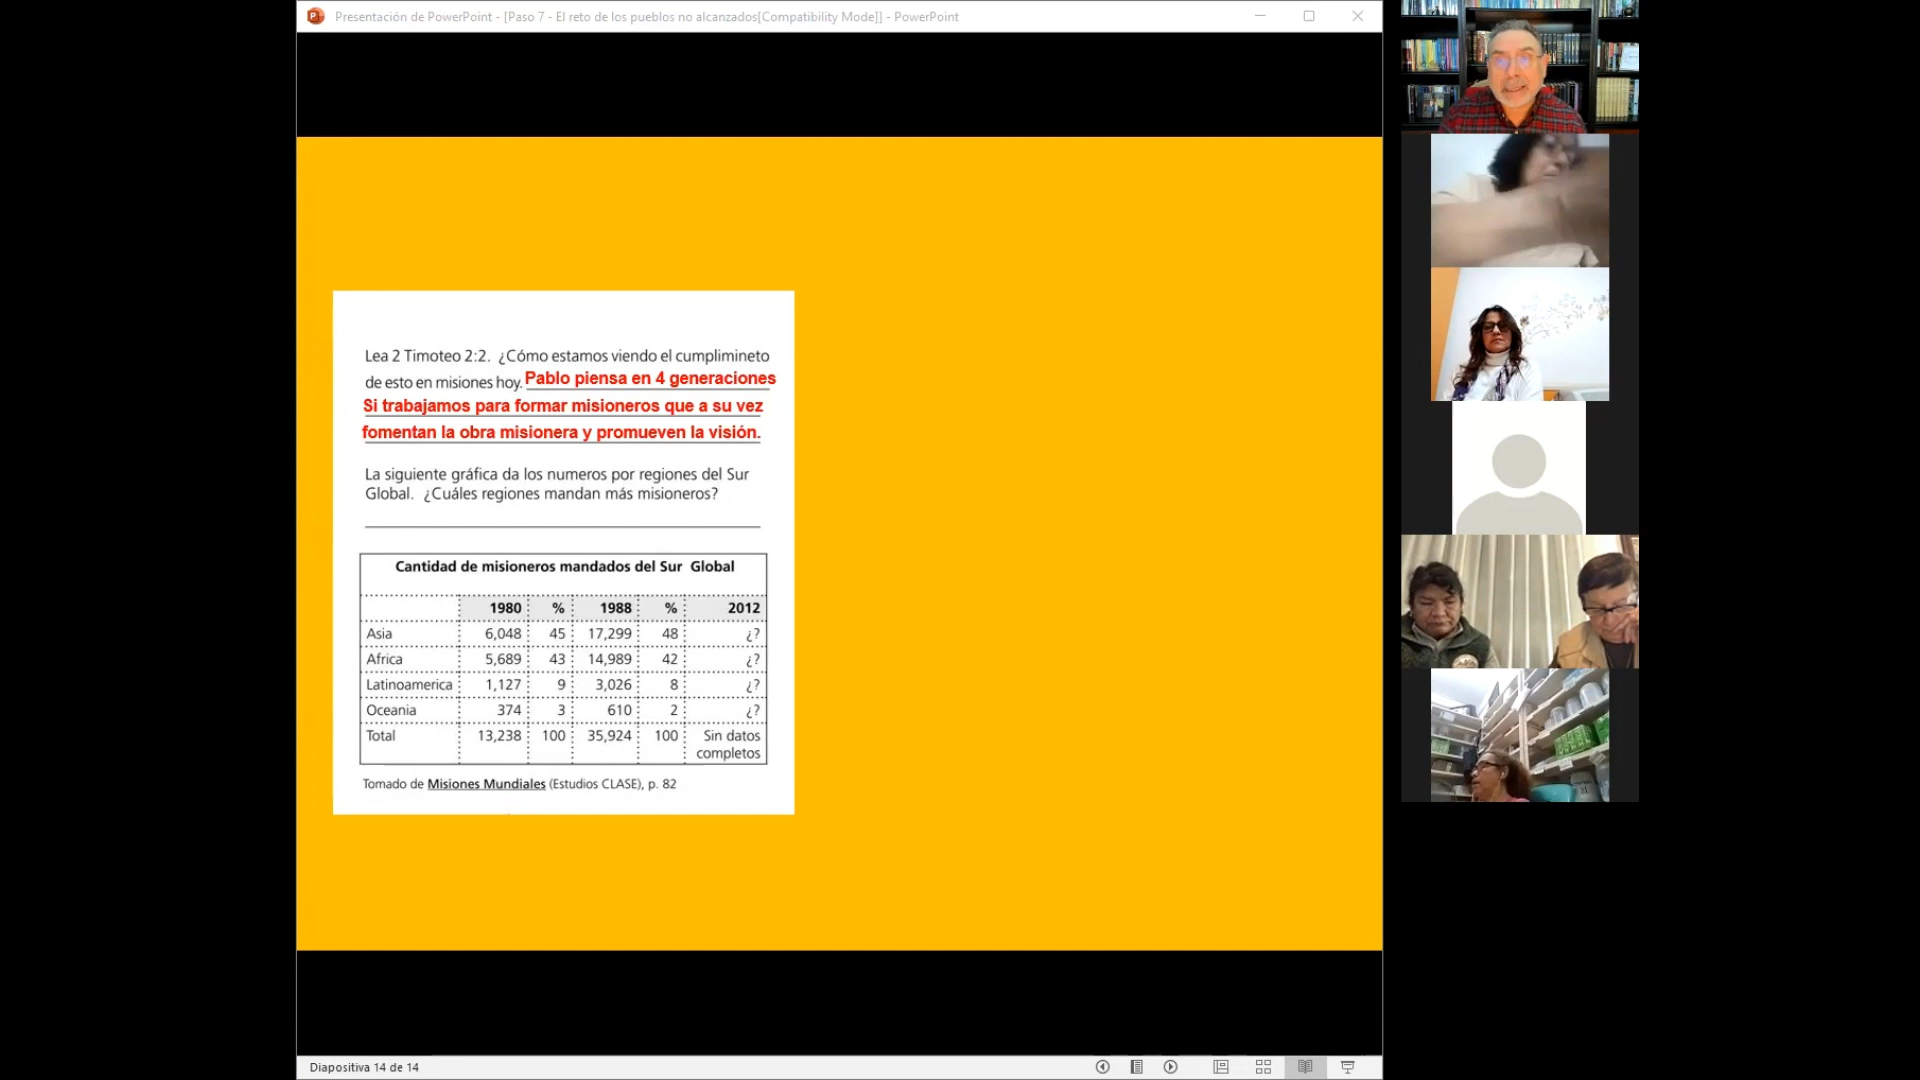 Presentación de PowerPoint - [Paso 7 - El reto de los pueblos no alcanzados[Compatibility Mode]] - PowerPoint
Lea 2 Timoteo 2:2. ¿Cómo estamos viendo el cumplimineto
de esto en misiones hoy. Pablo piensa en 4 generaciones
Si trabajamos para formar misioneros que a su vez
fomentan la obra misionera y promueven la visión.
La siguiente gráfica da los numeros por regiones del Sur
Global. ¿Cuáles regiones mandan más misioneros?
Cantidad de misioneros mandados del Sur Global
1980 % 1988 % 2012
Asia 6,048 45 17,299 48 ¿?
Africa 5,689 43 14,989 42 ¿?
Latinoamerica 1,127 9 3,026 8 ¿?
Oceania 374 3 610 2 ¿?
Total 13,238 100 35,924 100 Sin datos
completos
Tomado de Misiones Mundiales (Estudios CLASE), p. 82
Diapositiva 14 de 14